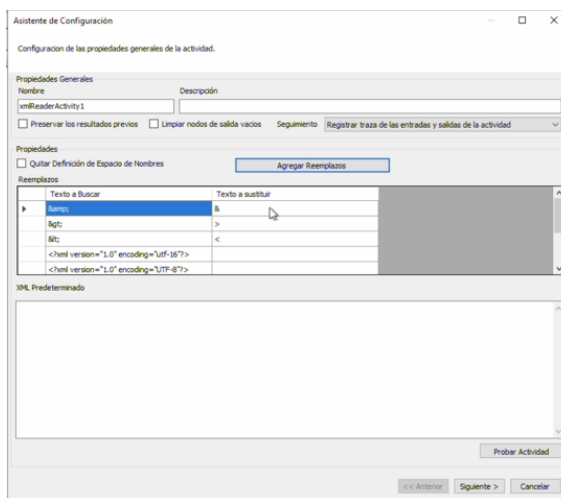 Asistente de Configuración
Configuracion de las propiedades generales de la actividad.
Propiedades Generales
Nombre Descripción
xmlReaderActivity1
Preservar los resultados previos Limpiar nodos de salida vacios Seguimiento Registrar traza de las entradas y salidas de la actividad
Propiedades
Quitar Definición de Espacio de Nombres Agregar Reemplazos
Reemplazos
Texto a Buscar Texto a sustituir
&amp; &
&gt; >
&lt; <
<?xml version="1.0" encoding="utf-16"?>
<?xml version="1.0" encoding="UTF-8"?>
XML Predeterminado
Probar Actividad
<< Anterior Siguiente > Cancelar